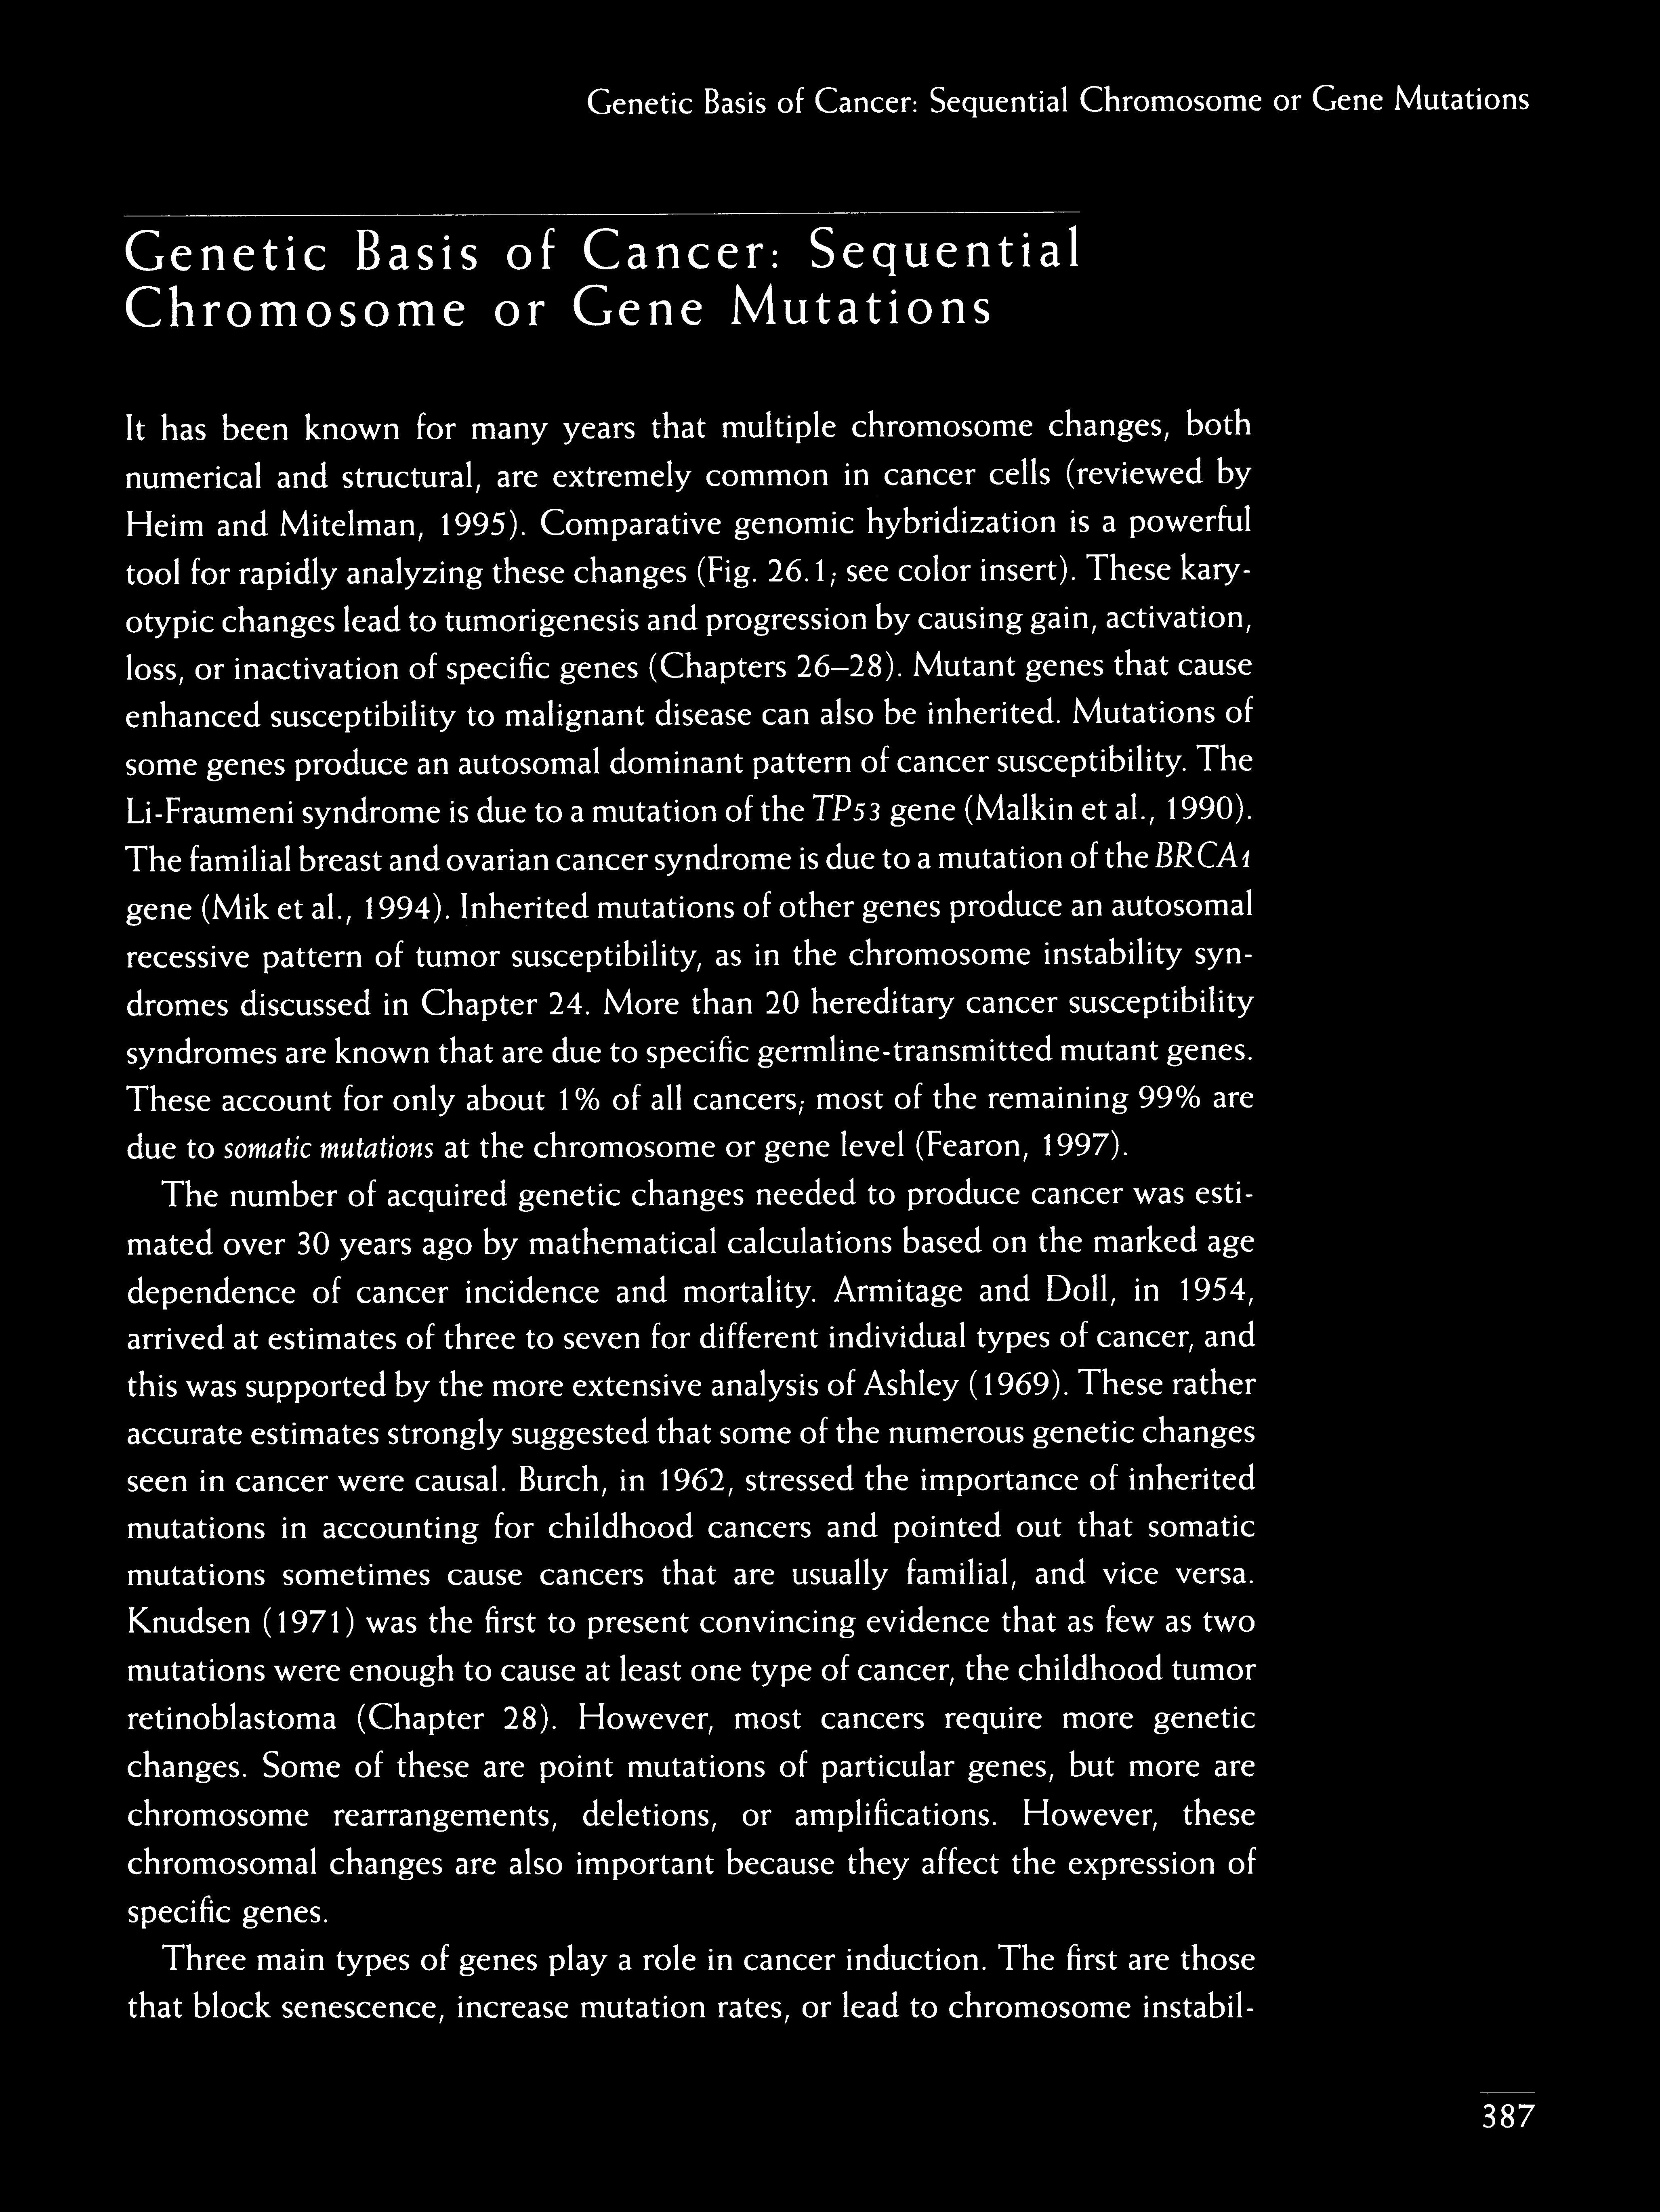 Genetic Basis of Cancer: Sequential Chromosome or Gene Mutations
Genetic Basis of Cancer: Sequential
Chromosome or Gene Mutations
It has been known for many years that multiple chromosome changes, both
numerical and structural, are extremely common in cancer cells (reviewed by
Heim and Mitelman, 1995). Comparative genomic hybridization is a powerful
tool for rapidly analyzing these changes (Fig. 26.1; see color insert). These kary-
otypic changes lead to tumorigenesis and progression by causing gain, activation,
loss, or inactivation of specific genes (Chapters 26–28). Mutant genes that cause
enhanced susceptibility to malignant disease can also be inherited. Mutations of
some genes produce an autosomal dominant pattern of cancer susceptibility. The
Li-Fraumeni syndrome is due to a mutation of the TP53 gene (Malkin et al., 1990).
The familial breast and ovarian cancer syndrome is due to a mutation of the BRCA1
gene (Mik et al., 1994). Inherited mutations of other genes produce an autosomal
recessive pattern of tumor susceptibility, as in the chromosome instability syn-
dromes discussed in Chapter 24. More than 20 hereditary cancer susceptibility
syndromes are known that are due to specific germline-transmitted mutant genes.
These account for only about 1% of all cancers; most of the remaining 99% are
due to somatic mutations at the chromosome or gene level (Fearon, 1997).
The number of acquired genetic changes needed to produce cancer was esti-
mated over 30 years ago by mathematical calculations based on the marked age
dependence of cancer incidence and mortality. Armitage and Doll, in 1954,
arrived at estimates of three to seven for different individual types of cancer, and
this was supported by the more extensive analysis of Ashley (1969). These rather
accurate estimates strongly suggested that some of the numerous genetic changes
seen in cancer were causal. Burch, in 1962, stressed the importance of inherited
mutations in accounting for childhood cancers and pointed out that somatic
mutations sometimes cause cancers that are usually familial, and vice versa.
Knudsen (1971) was the first to present convincing evidence that as few as two
mutations were enough to cause at least one type of cancer, the childhood tumor
retinoblastoma (Chapter 28). However, most cancers require more genetic
changes. Some of these are point mutations of particular genes, but more are
chromosome rearrangements, deletions, or amplifications. However, these
chromosomal changes are also important because they affect the expression of
specific genes.
Three main types of genes play a role in cancer induction. The first are those
that block senescence, increase mutation rates, or lead to chromosome instabil-
387